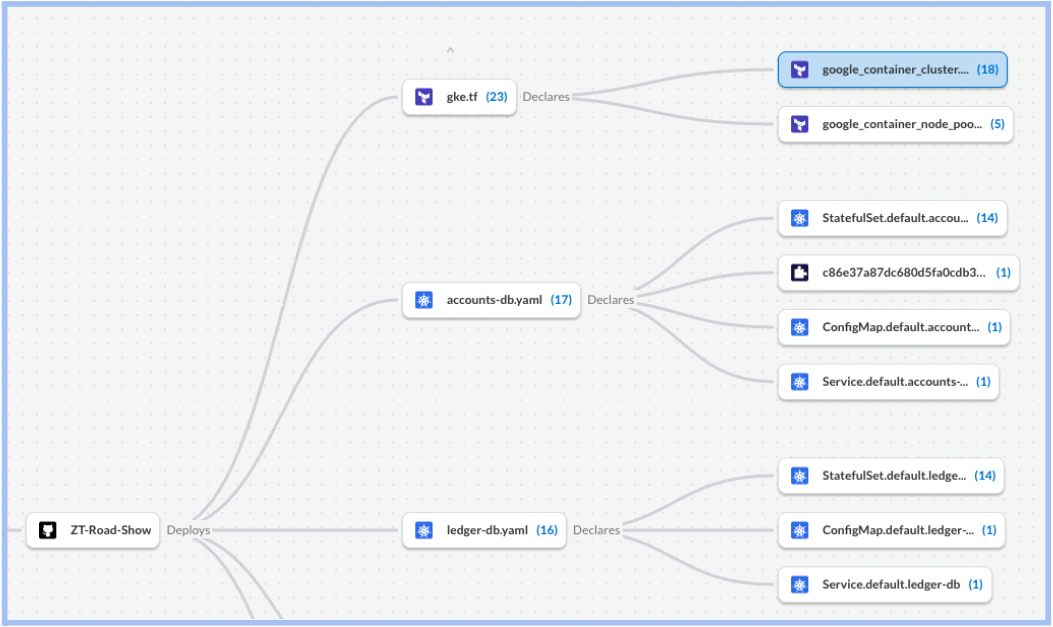 google_container_cluster.... (18)
gke.tf (23) Declares
google_container_node_poo... (5)
StatefulSet.default.accou... (14)
c86e37a87dc680d5fa0cdb3... (1)
accounts-db.yaml (17) Declares
ConfigMap.default.account... (1)
Service.default.accounts-... (1)
StatefulSet.default.ledge... (14)
ZT-Road-Show Deploys ledger-db.yaml (16) Declares ConfigMap.default.ledger-... (1)
Service.default.ledger-db (1)